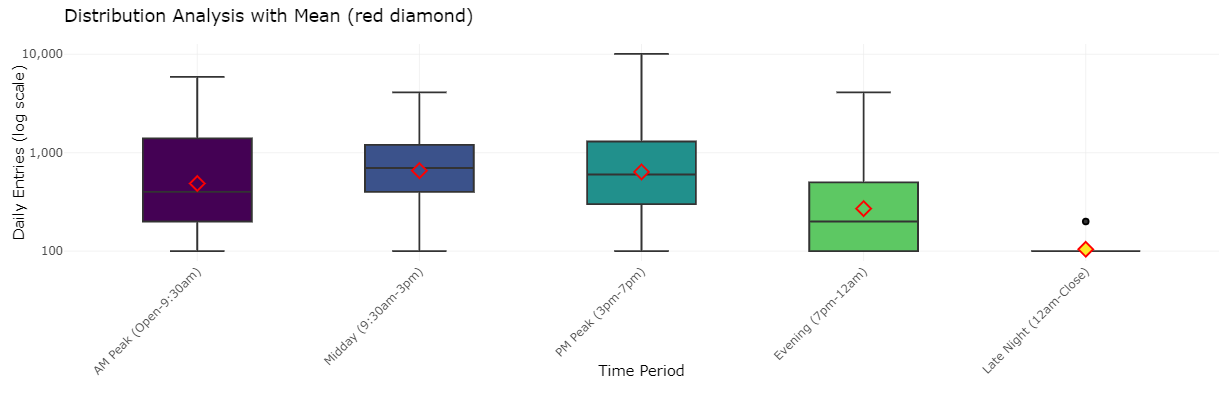 Distribution Analysis with Mean (red diamond)
Daily Entries (log scale)
10,000
1,000
100
AM Peak (Open-9:30am)
Midday (9:30am-3pm)
PM Peak (3pm-7pm)
Evening (7pm-12am)
Late Night (12am-Close)
Time Period